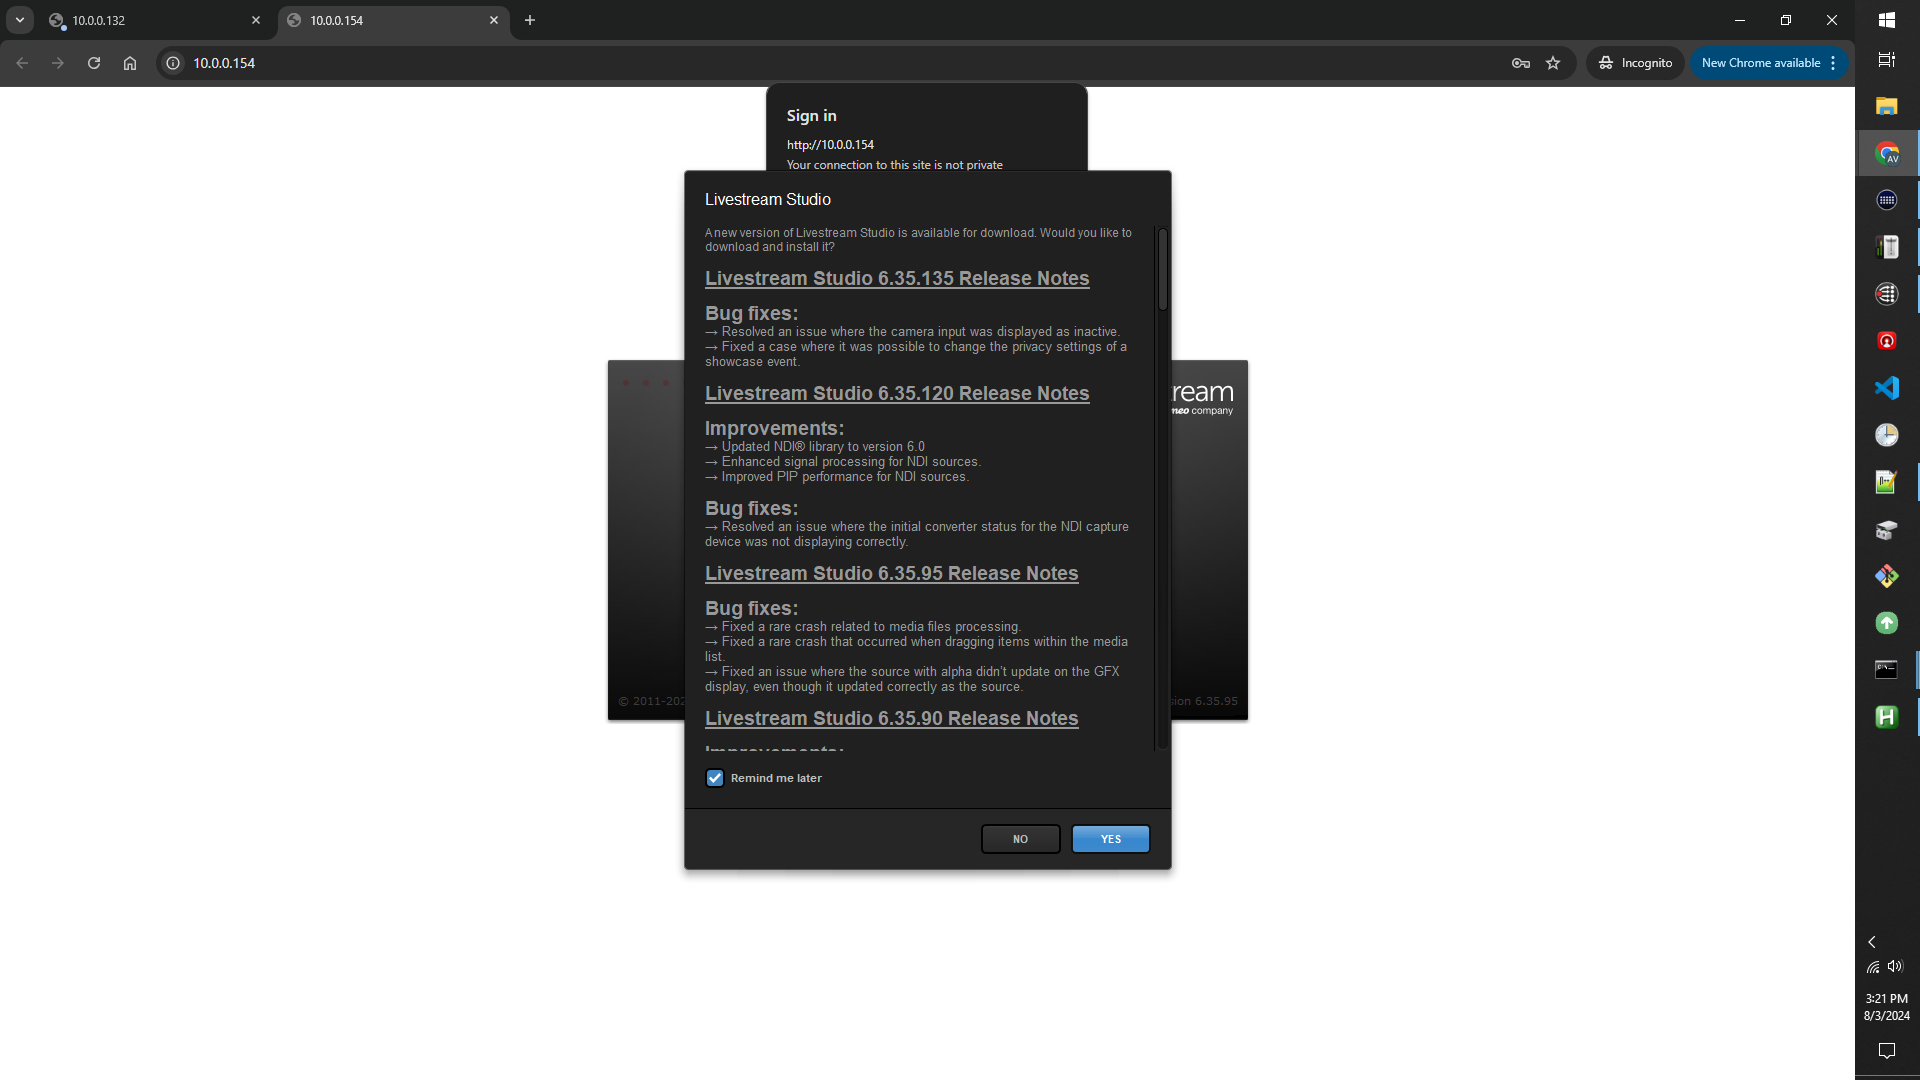 10.0.0.132
10.0.0.154
10.0.0.154
Incognito
New Chrome available
Sign in
http://10.0.0.154
Your connection to this site is not private
Livestream Studio
A new version of Livestream Studio is available for download. Would you like to
download and install it?
Livestream Studio 6.35.135 Release Notes
Bug fixes:
→ Resolved an issue where the camera input was displayed as inactive.
→ Fixed a case where it was possible to change the privacy settings of a
showcase event.
Livestream Studio 6.35.120 Release Notes
Improvements:
→ Updated NDI® library to version 6.0
→ Enhanced signal processing for NDI sources.
→ Improved PIP performance for NDI sources.
Bug fixes:
→ Resolved an issue where the initial converter status for the NDI capture
device was not displaying correctly.
Livestream Studio 6.35.95 Release Notes
Bug fixes:
→ Fixed a rare crash related to media files processing.
→ Fixed a rare crash that occurred when dragging items within the media
list.
→ Fixed an issue where the source with alpha didn't update on the GFX
display, even though it updated correctly as the source.
Livestream Studio 6.35.90 Release Notes
Improvements:
Remind me later
NO
YES
ream
meo company
© 2011-202
sion 6.35.95
AV
3:21 PM
8/3/2024